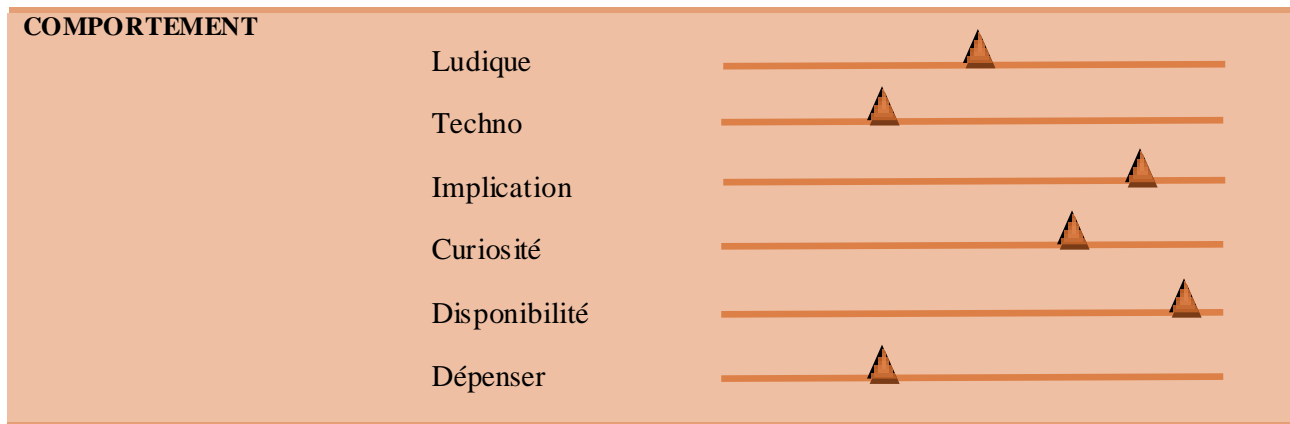 COMPORTEMENT
Ludique
Techno
Implication
Curiosité
Disponibilité
Dépenser